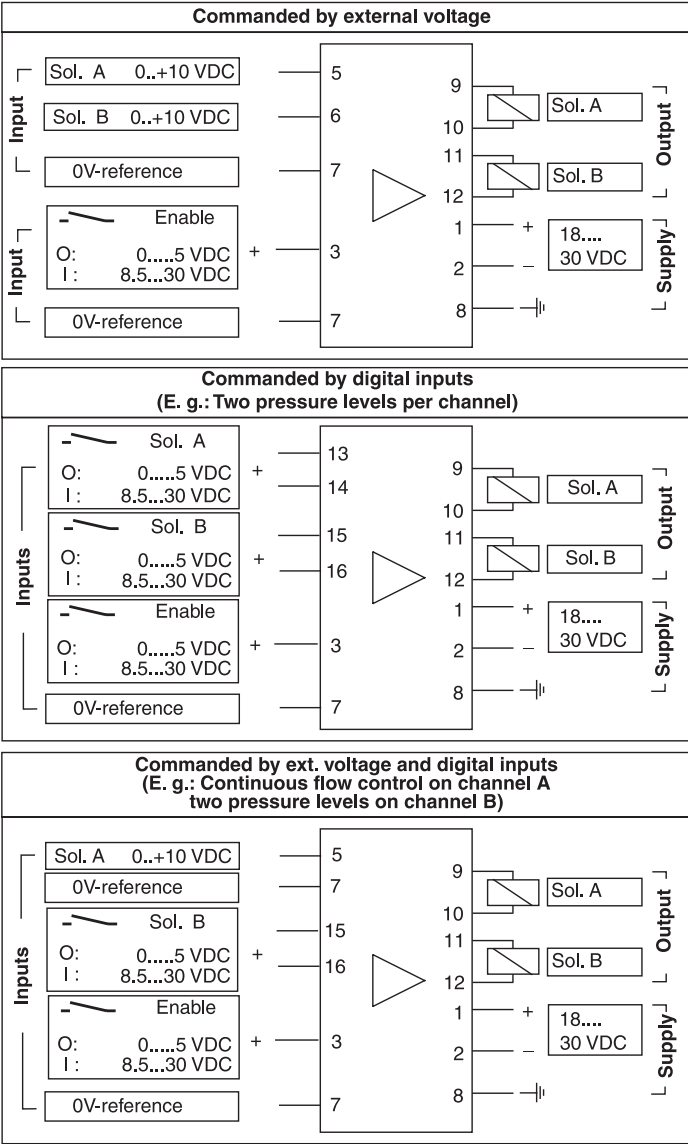 Commanded by external voltage
Input
Sol. A 0..+10 VDC
5
Sol. B 0..+10 VDC
6
0V-reference
7
Input
Enable
O: 0.....5 VDC
I : 8.5...30 VDC
+
3
0V-reference
7
9
10
Sol. A
11
12
Sol. B
Output
1
+
2
–
18....
30 VDC
Supply
8
Commanded by digital inputs
(E. g.: Two pressure levels per channel)
Inputs
Sol. A
O: 0.....5 VDC
I : 8.5...30 VDC
+
13
14
Sol. B
O: 0.....5 VDC
I : 8.5...30 VDC
+
15
16
Enable
O: 0.....5 VDC
I : 8.5...30 VDC
+
3
0V-reference
7
9
10
Sol. A
11
12
Sol. B
Output
1
+
2
–
18....
30 VDC
Supply
8
Commanded by ext. voltage and digital inputs
(E. g.: Continuous flow control on channel A
two pressure levels on channel B)
Inputs
Sol. A 0..+10 VDC
5
0V-reference
7
Sol. B
O: 0.....5 VDC
I : 8.5...30 VDC
+
15
16
Enable
O: 0.....5 VDC
I : 8.5...30 VDC
+
3
0V-reference
7
9
10
Sol. A
11
12
Sol. B
Output
1
+
2
–
18....
30 VDC
Supply
8